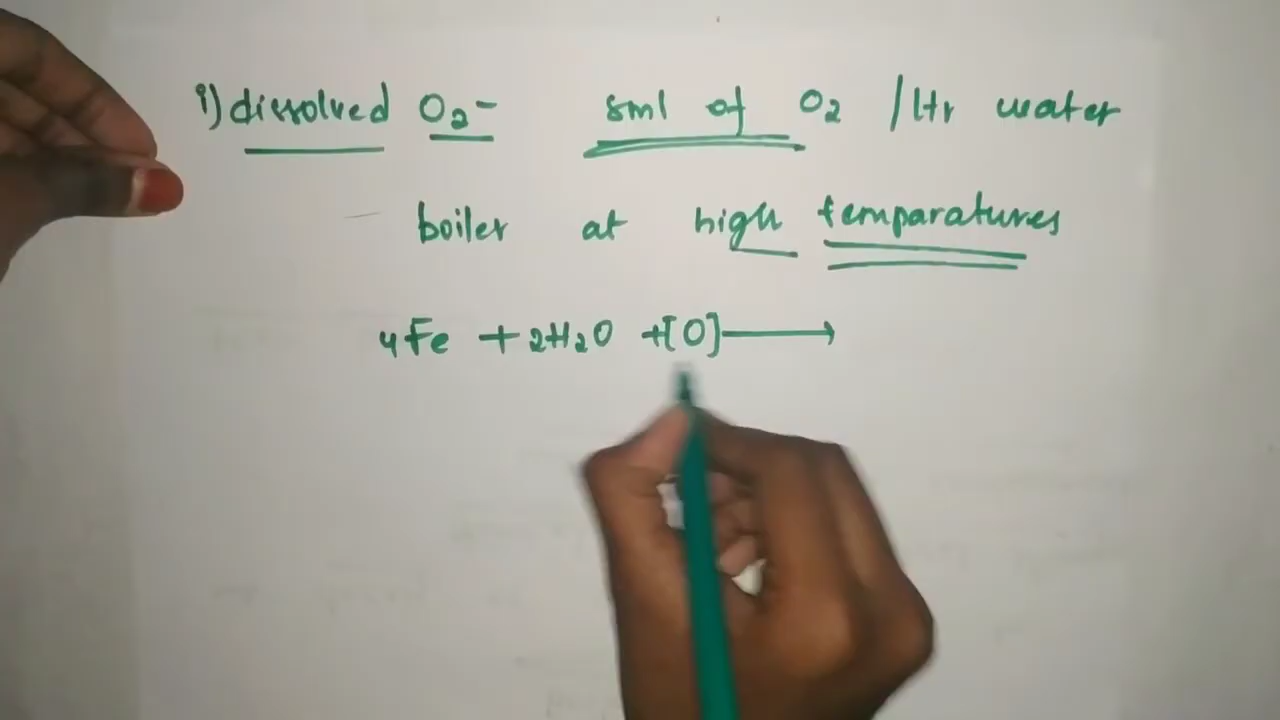 i) dissolved O₂- 8ml of O₂ /ltr water
boiler at high temparatures
4Fe + 2H₂O +[O]⟶